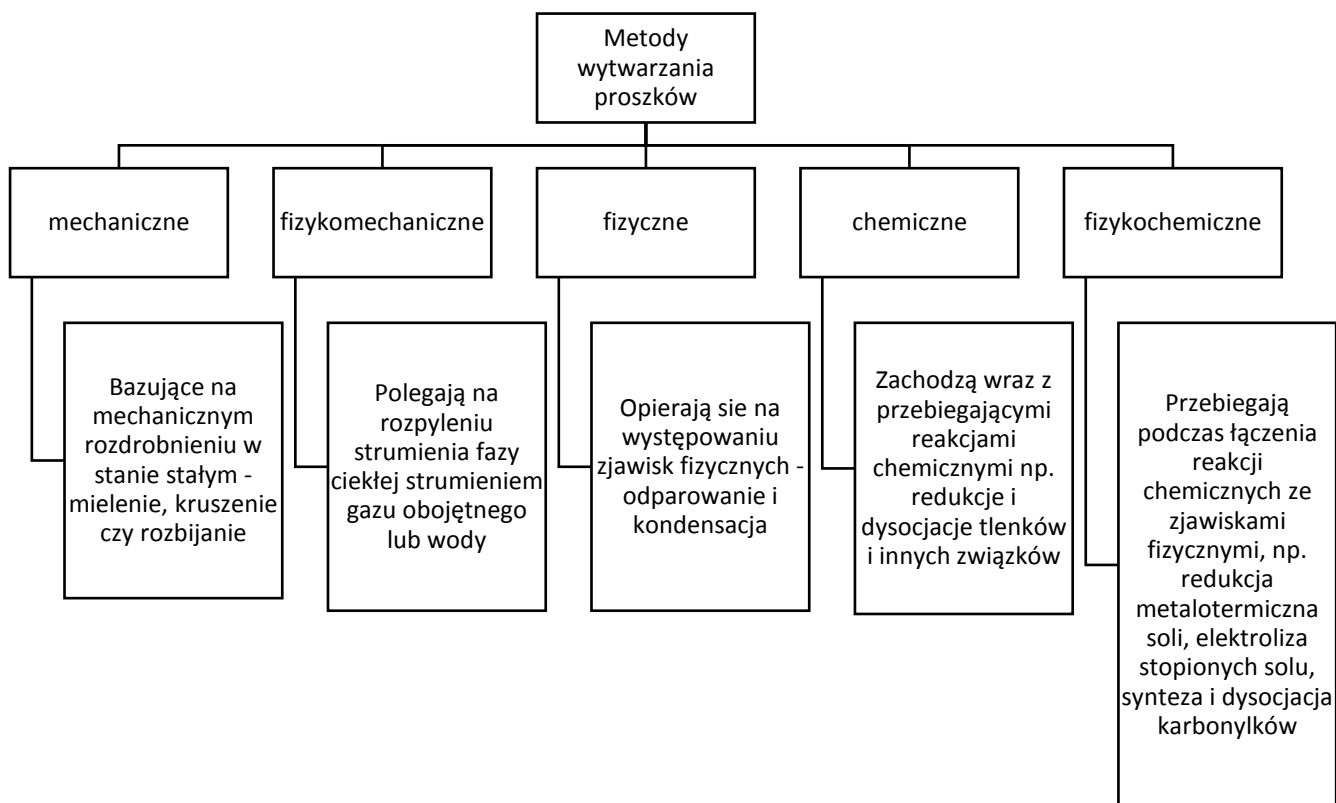 Metody
wytwarzania
proszków
mechaniczne
fizykomechaniczne
fizyczne
chemiczne
fizykochemiczne
Bazujące na
mechanicznym
rozdrobnieniu w
stanie stałym -
mielenie, kruszenie
czy rozbijanie
Polegają na
rozpyleniu
strumienia fazy
ciekłej strumieniem
gazu obojętnego
lub wody
Opierają sie na
występowaniu
zjawisk fizycznych -
odparowanie i
kondensacja
Zachodzą wraz z
przebiegającymi
reakcjami
chemicznymi np.
redukcje i
dysocjacje tlenków
i innych związków
Przebiegają
podczas łączenia
reakcji
chemicznych ze
zjawiskami
fizycznymi, np.
redukcja
metalotermiczna
soli, elektroliza
stopionych solu,
synteza i dysocjacja
karbonylków